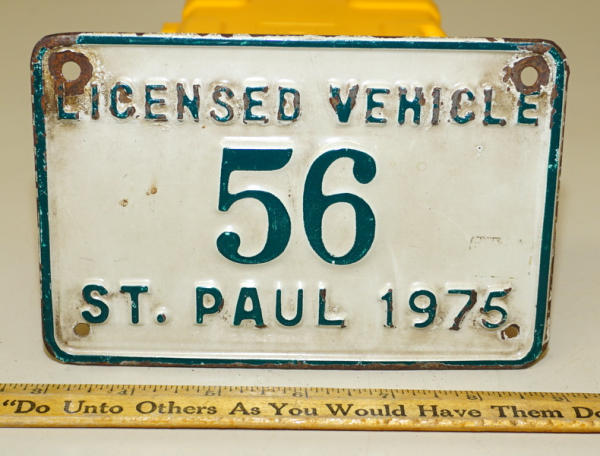 LICENSED VEHICLE
56
ST. PAUL 1975
"Do Unto Others As You Would Have Them Do